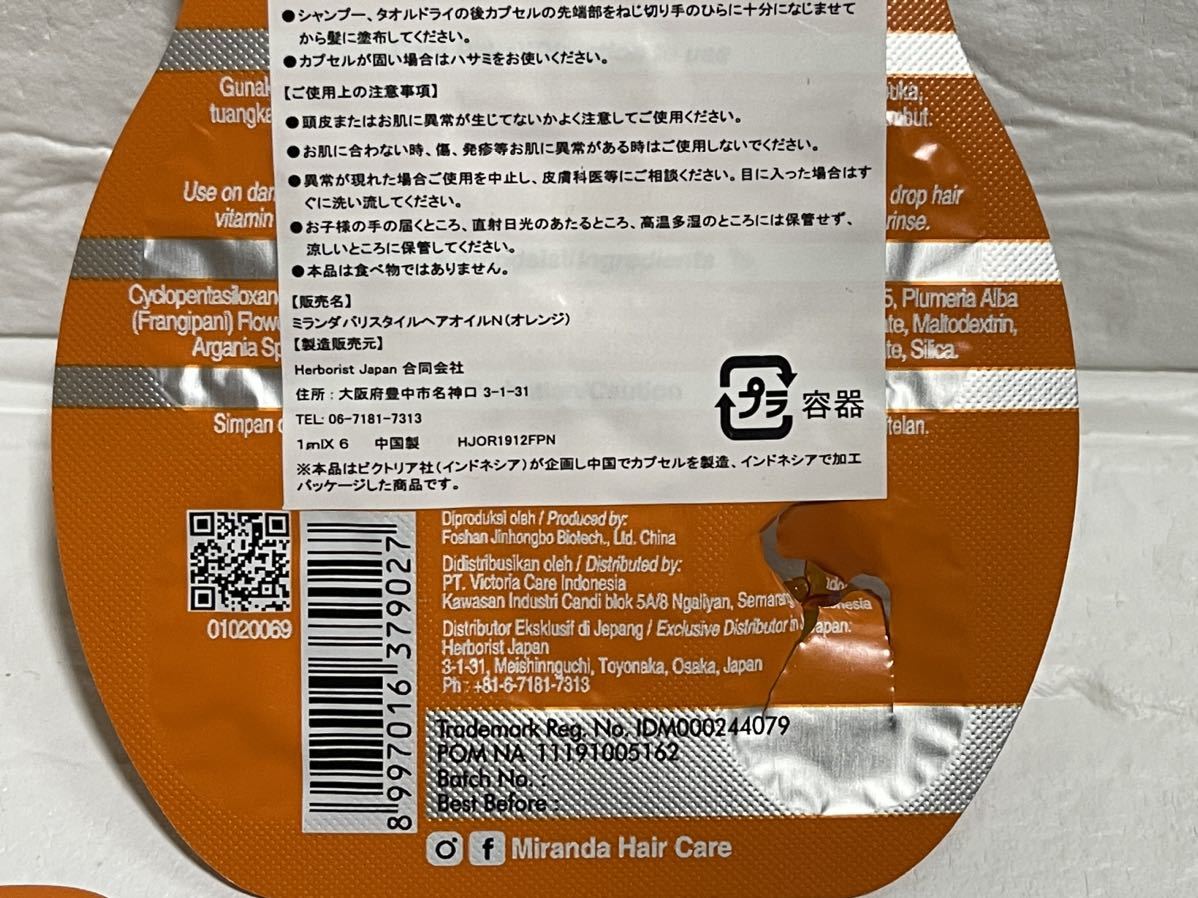 ●シャンプー、タオルドライの後カプセルの先端部をねじ切り手のひらに十分になじませて
から髪に塗布してください。
●カプセルが固い場合はハサミをお使いください。
【ご使用上の注意事項】
●頭皮またはお肌に異常が生じてないかよく注意してご使用ください。
●お肌に合わない時、傷、発疹等お肌に異常がある時はご使用しないでください。
●異常が現れた場合ご使用を中止し、皮膚科医等にご相談ください。目に入った場合はす
ぐに洗い流してください。
●お子様の手の届くところ、直射日光のあたるところ、高温多湿のところには保管せず、
涼しいところに保管してください。
●本品は食べ物ではありません。
【販売名】
ミランダバリスタイルヘアオイルN(オレンジ)
【製造販売元】
Herborist Japan 合同会社
住所：大阪府豊中市名神口 3-1-31
TEL: 06-7181-7313
1mlX 6 中国製 HJOR1912FPN
※本品はビクトリア社(インドネシア)が企画し中国でカプセルを製造、インドネシアで加工
パッケージした商品です。
プラ 容器
Use on
vitamin
drop hair
rinse.
Cyclopentasiloxan
(Frangipani) Flow
Argania Sp
Plumeria Alba
Maltodextrin,
Silica.
Simpan
Diproduksi oleh / Produced by:
Foshan Jinhongbo Biotech., Ltd. China
Didistribusikan oleh / Distributed by:
PT. Victoria Care Indonesia
Kawasan Industri Candi blok 5A/8 Ngaliyan, Semarang
Distributor Eksklusif di Jepang / Exclusive Distributor in Japan:
Herborist Japan
3-1-31, Meishinnguchi, Toyonaka, Osaka, Japan
Ph : +81-6-7181-7313
Trademark Reg. No. IDM000244079
POM NA 11191005162
Batch No. :
Best Before :
Miranda Hair Care
01020069
8997016379027